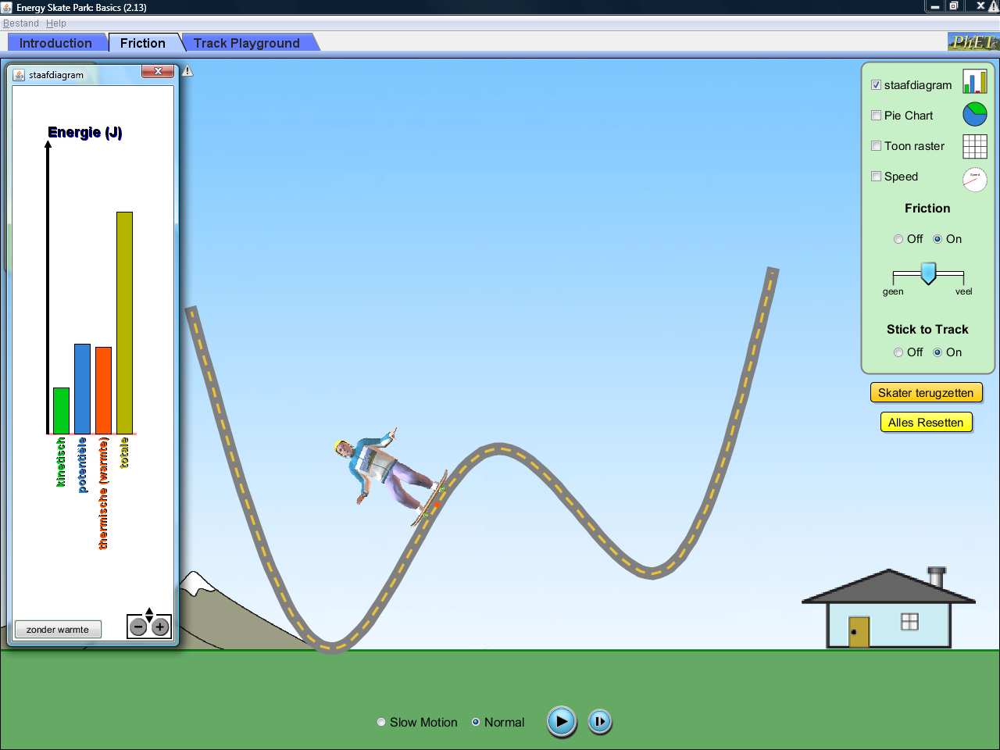 Energy Skate Park: Basics (2.13)
Bestand Help
Introduction Friction Track Playground
PhET
staafdiagram
Energie (J)
kinetisch
potentiële
thermische (warmte)
totale
zonder warmte
staafdiagram
Pie Chart
Toon raster
Speed
Friction
Off On
geen veel
Stick to Track
Off On
Skater terugzetten
Alles Resetten
Slow Motion Normal